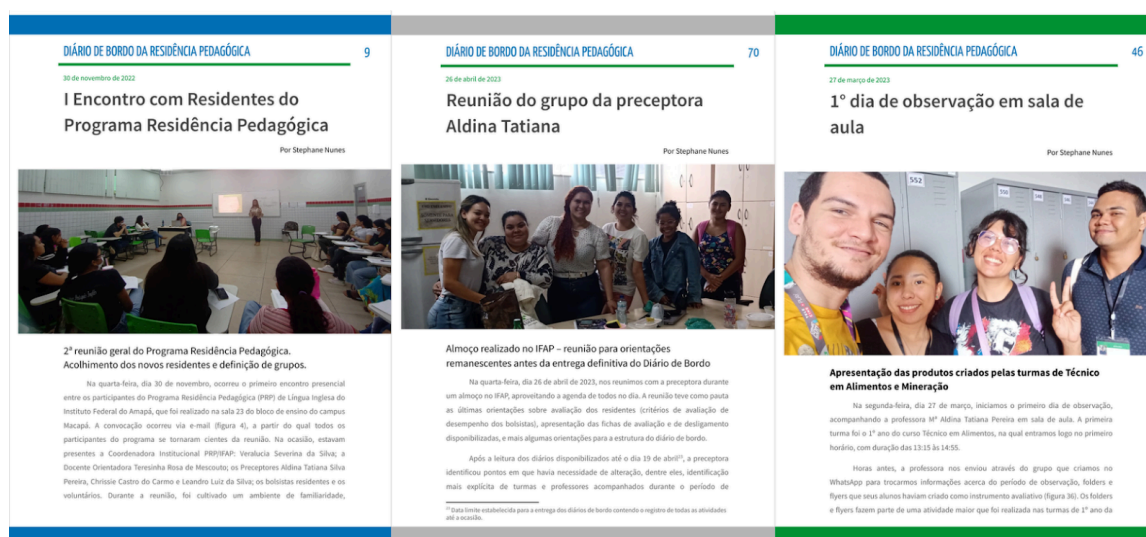 DIÁRIO DE BORDO DA RESIDÊNCIA PEDAGÓGICA 9
30 de novembro de 2022
I Encontro com Residentes do
Programa Residência Pedagógica
Por Stephane Nunes
2ª reunião geral do Programa Residência Pedagógica.
Acolhimento dos novos residentes e definição de grupos.
Na quarta-feira, dia 30 de novembro, ocorreu o primeiro encontro presencial
entre os participantes do Programa Residência Pedagógica (PRP) de Língua Inglesa do
Instituto Federal do Amapá, que foi realizado na sala 23 do bloco de ensino do campus
Macapá. A convocação ocorreu via e-mail (figura 4), a partir do qual todos os
participantes do programa se tornaram cientes da reunião. Na ocasião, estavam
presentes a Coordenadora Institucional PRP/IFAP: Veralucia Severina da Silva; a
Docente Orientadora Teresinha Rosa de Mescouto; os Preceptores Aldina Tatiana Silva
Pereira, Chrissie Castro do Carmo e Leandro Luiz da Silva; os bolsistas residentes e os
voluntários. Durante a reunião, foi cultivado um ambiente de familiaridade,
DIÁRIO DE BORDO DA RESIDÊNCIA PEDAGÓGICA 70
26 de abril de 2023
Reunião do grupo da preceptora
Aldina Tatiana
Por Stephane Nunes
Almoço realizado no IFAP – reunião para orientações
remanescentes antes da entrega definitiva do Diário de Bordo
Na quarta-feira, dia 26 de abril de 2023, nos reunimos com a preceptora durante
um almoço no IFAP, aproveitando a agenda de todos no dia. A reunião teve como pauta
as últimas orientações sobre avaliação dos residentes (critérios de avaliação de
desempenho dos bolsistas), apresentação das fichas de avaliação e de desligamento
disponibilizadas, e mais algumas orientações para a estrutura do diário de bordo.
Após a leitura dos diários disponibilizados até o dia 19 de abril, a preceptora
identificou pontos em que havia necessidade de alteração, dentre eles, identificação
mais explícita de turmas e professores acompanhados durante o período de
Data limite estabelecida para a entrega dos diários de bordo contendo o registro de todas as atividades
até a ocasião.
DIÁRIO DE BORDO DA RESIDÊNCIA PEDAGÓGICA 46
27 de março de 2023
1° dia de observação em sala de
aula
Por Stephane Nunes
552
550
Apresentação das produtos criados pelas turmas de Técnico
em Alimentos e Mineração
Na segunda-feira, dia 27 de março, iniciamos o primeiro dia de observação,
acompanhando a professora Mª Aldina Tatiana Pereira em sala de aula. A primeira
turma foi o 1° ano do curso Técnico em Alimentos, na qual entramos logo no primeiro
horário, com duração das 13:15 às 14:55.
Horas antes, a professora nos enviou através do grupo que criamos no
WhatsApp para trocarmos informações acerca do período de observação, folders e
flyers que seus alunos haviam criado como instrumento avaliativo (figura 36). Os folders
e flyers fazem parte de uma atividade maior que foi realizada nas turmas de 1° ano da